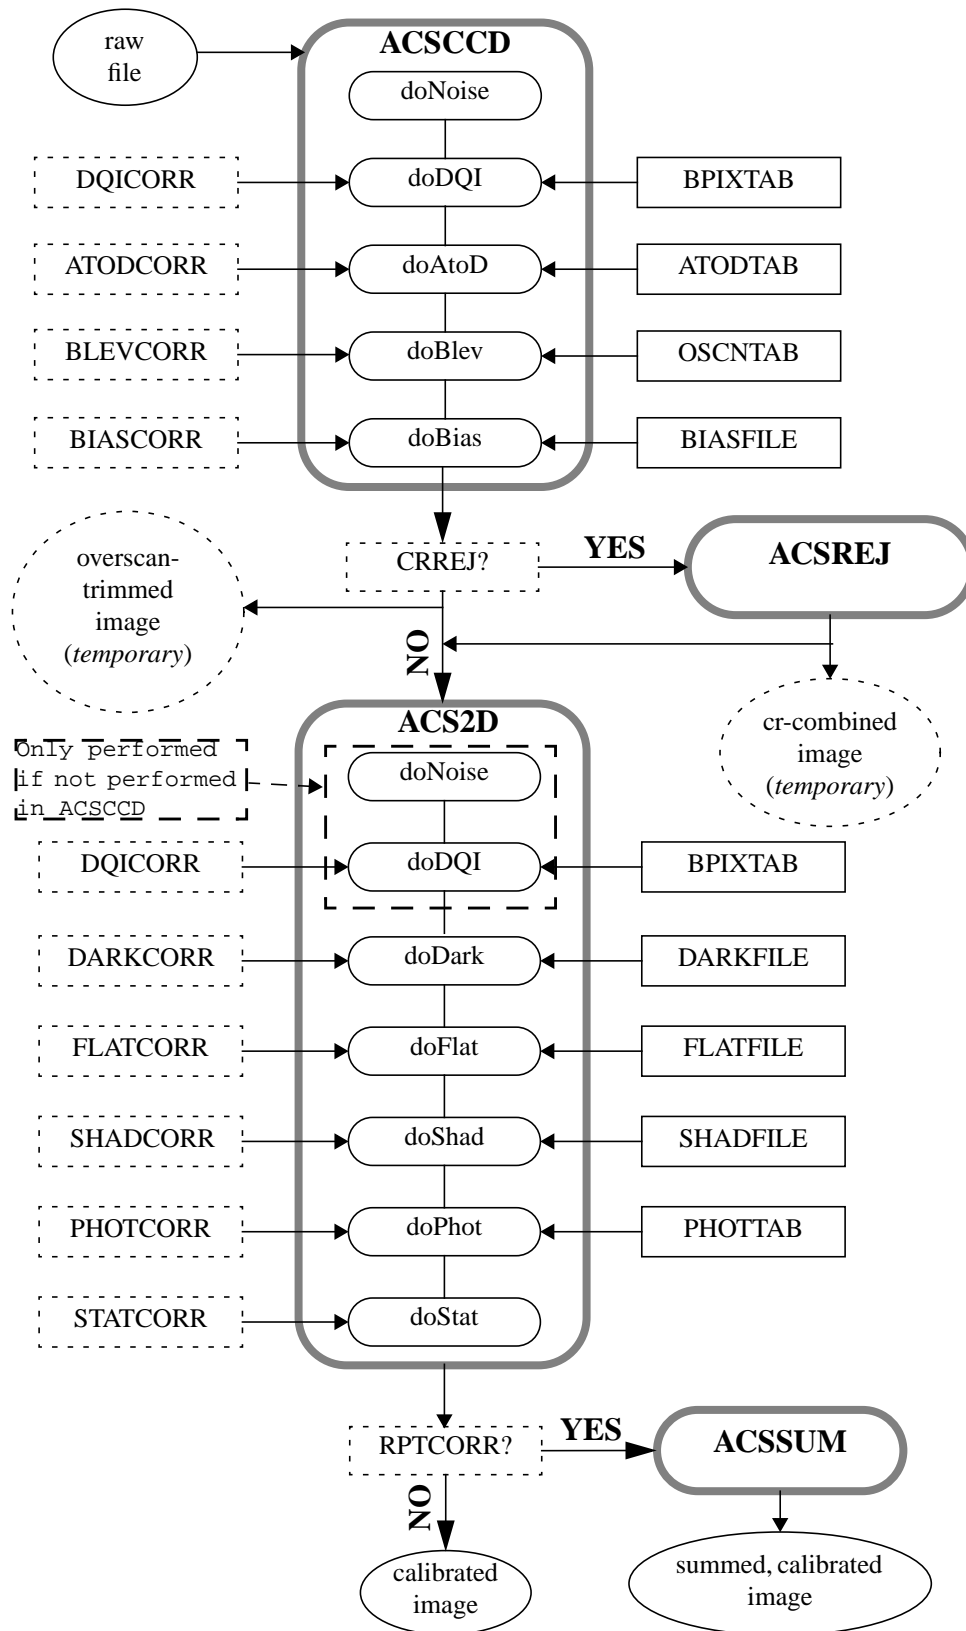 raw
file
ACSCCD
doNoise
DQICORR
doDQI
BPIXTAB
ATODCORR
doAtoD
ATODTAB
BLEVCORR
doBlev
OSCNTAB
BIASCORR
doBias
BIASFILE
overscan-
trimmed
image
(temporary)
CRREJ?
YES
ACSREJ
NO
cr-combined
image
(temporary)
ACS2D
Only performed
if not performed
in ACSCCD
doNoise
DQICORR
doDQI
BPIXTAB
DARKCORR
doDark
DARKFILE
FLATCORR
doFlat
FLATFILE
SHADCORR
doShad
SHADFILE
PHOTCORR
doPhot
PHOTTAB
STATCORR
doStat
RPTCORR?
YES
ACSSUM
NO
calibrated
image
summed, calibrated
image